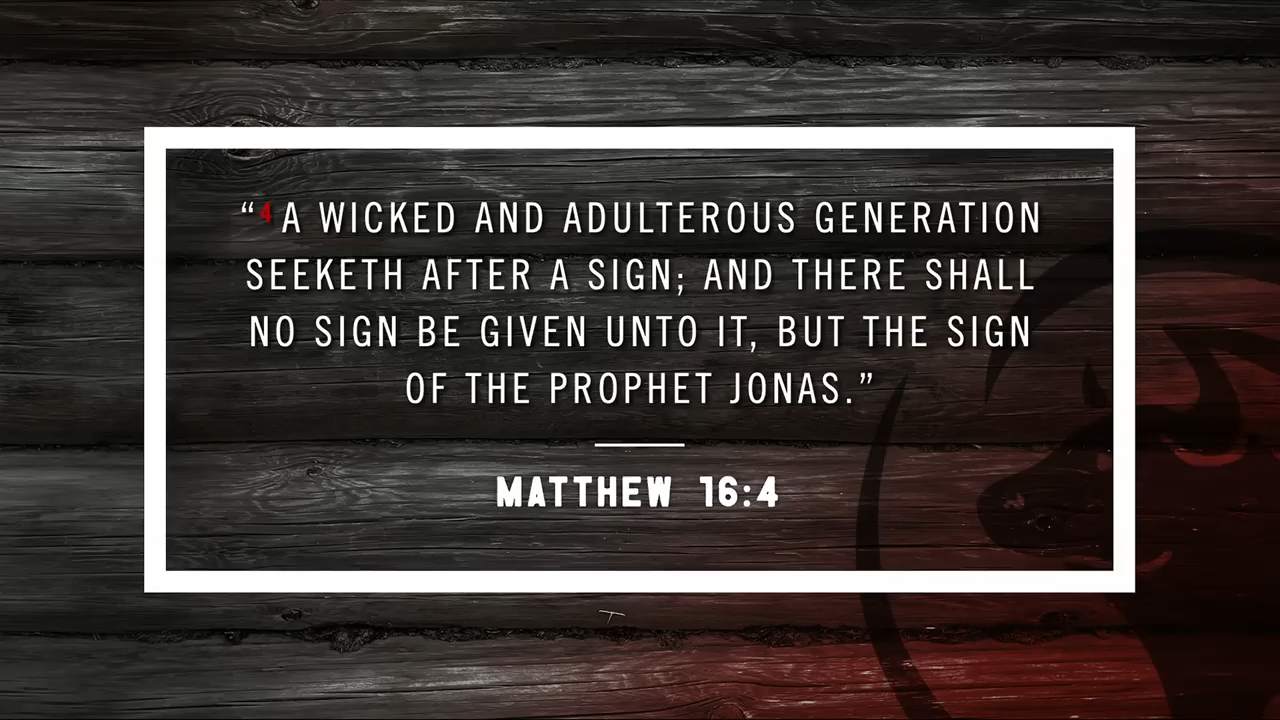 “4 A WICKED AND ADULTEROUS GENERATION
SEEKETH AFTER A SIGN; AND THERE SHALL
NO SIGN BE GIVEN UNTO IT, BUT THE SIGN
OF THE PROPHET JONAS.”
MATTHEW 16:4